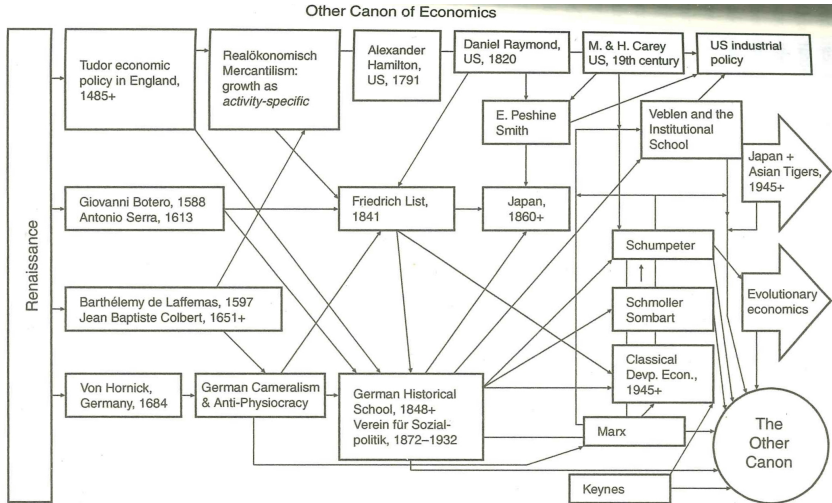 Other Canon of Economics
Renaissance
Tudor economic
policy in England,
1485+
Realökonomisch
Mercantilism:
growth as
activity-specific
Alexander
Hamilton,
US, 1791
Daniel Raymond,
US, 1820
M. & H. Carey
US, 19th century
US industrial
policy
E. Peshine
Smith
Veblen and the
Institutional
School
Japan +
Asian Tigers,
1945+
Giovanni Botero, 1588
Antonio Serra, 1613
Friedrich List,
1841
Japan,
1860+
Schumpeter
Barthélemy de Laffemas, 1597
Jean Baptiste Colbert, 1651+
Schmoller
Sombart
Evolutionary
economics
Von Hornick,
Germany, 1684
German Cameralism
& Anti-Physiocracy
German Historical
School, 1848+
Verein für Sozial-
politik, 1872–1932
Classical
Devp. Econ.,
1945+
Marx
Keynes
The
Other
Canon